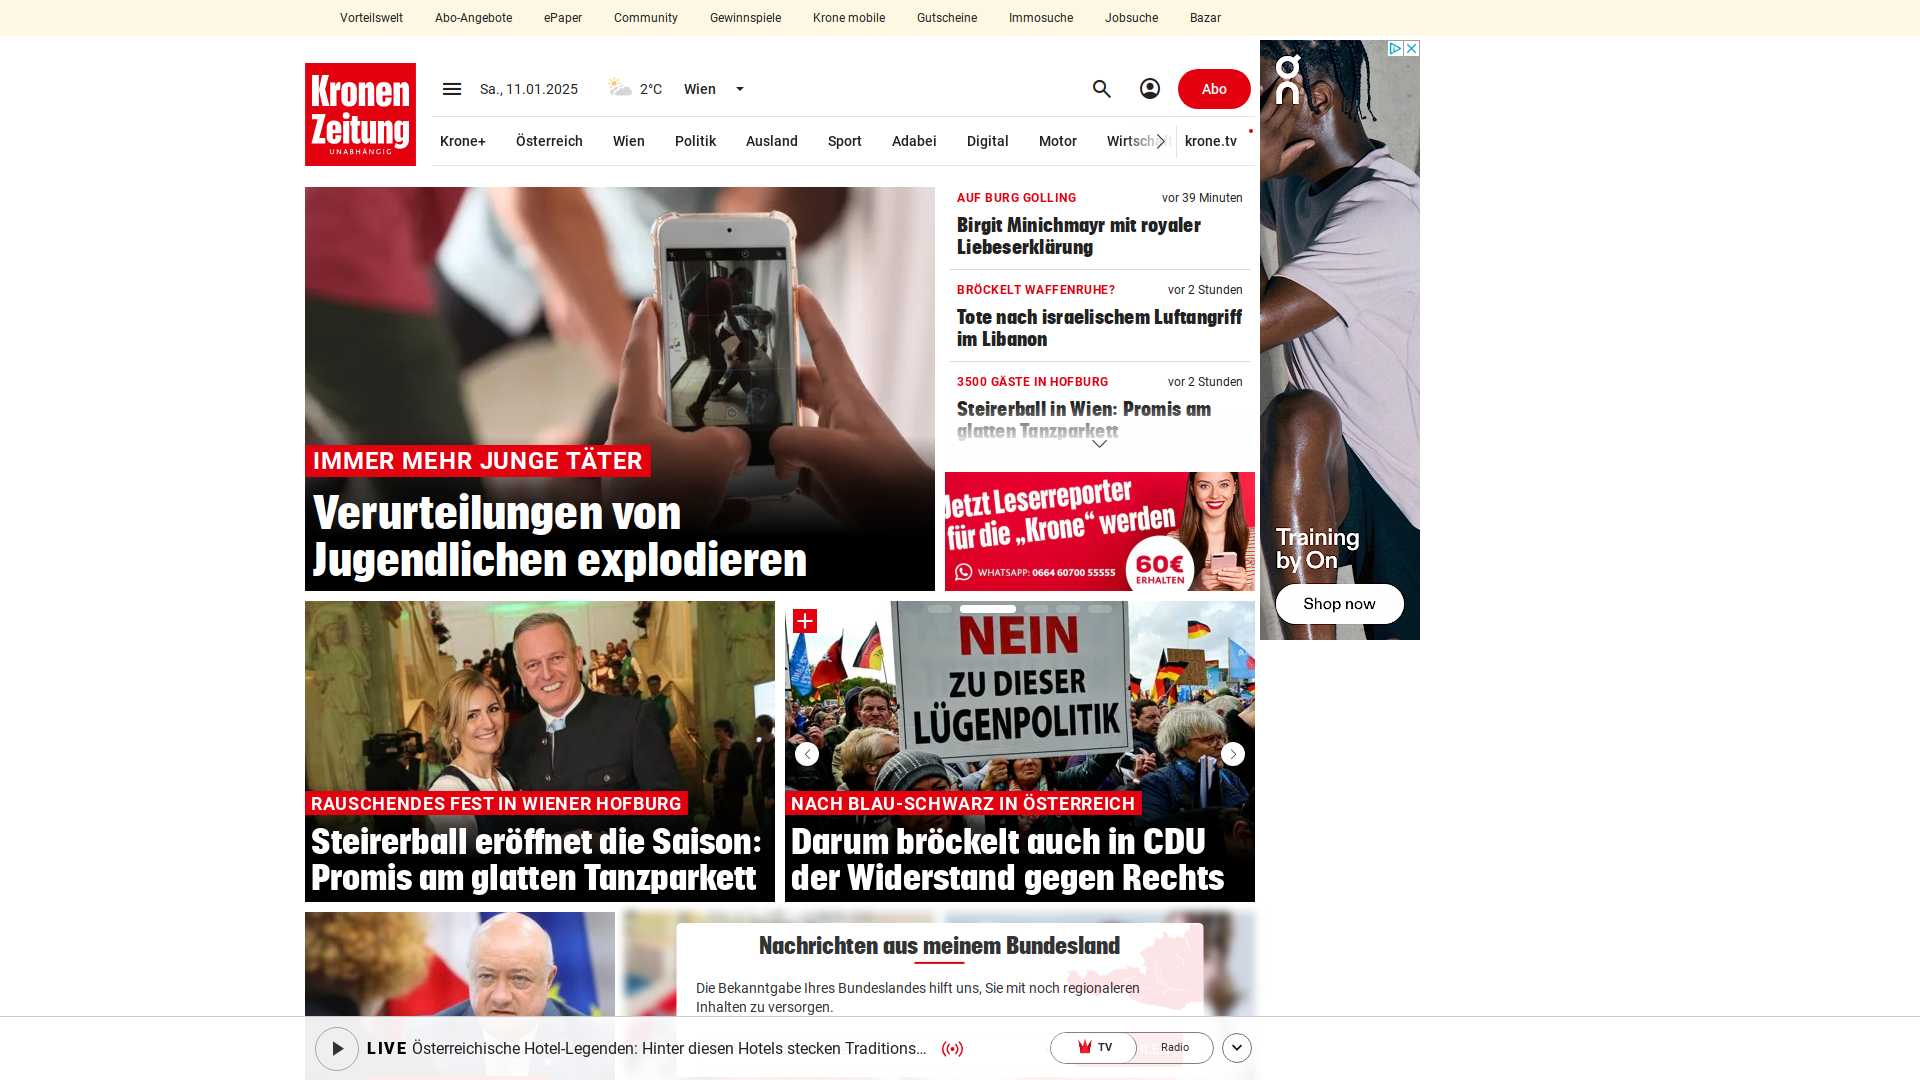 Vorteilswelt Abo-Angebote ePaper Community Gewinnspiele Krone mobile Gutscheine Immosuche Jobsuche Bazar
Kronen
Zeitung
UNABHÄNGIG
Sa., 11.01.2025 2°C Wien Abo
Krone+ Österreich Wien Politik Ausland Sport Adabei Digital Motor Wirtschaft krone.tv
IMMER MEHR JUNGE TÄTER
Verurteilungen von
Jugendlichen explodieren
AUF BURG GOLLING vor 39 Minuten
Birgit Minichmayr mit royaler
Liebeserklärung
BRÖCKELT WAFFENRUHE? vor 2 Stunden
Tote nach israelischem Luftangriff
im Libanon
3500 GÄSTE IN HOFBURG vor 2 Stunden
Steirerball in Wien: Promis am
glatten Tanzparkett
Jetzt Leserreporter
für die „Krone“ werden
WHATSAPP: 0664 60700 55555
60€
ERHALTEN
On
Training
by On
Shop now
RAUSCHENDES FEST IN WIENER HOFBURG
Steirerball eröffnet die Saison:
Promis am glatten Tanzparkett
NEIN
ZU DIESER
LÜGENPOLITIK
NACH BLAU-SCHWARZ IN ÖSTERREICH
Darum bröckelt auch in CDU
der Widerstand gegen Rechts
Nachrichten aus meinem Bundesland
Die Bekanntgabe Ihres Bundeslandes hilft uns, Sie mit noch regionaleren
Inhalten zu versorgen.
LIVE Österreichische Hotel-Legenden: Hinter diesen Hotels stecken Traditions... TV Radio